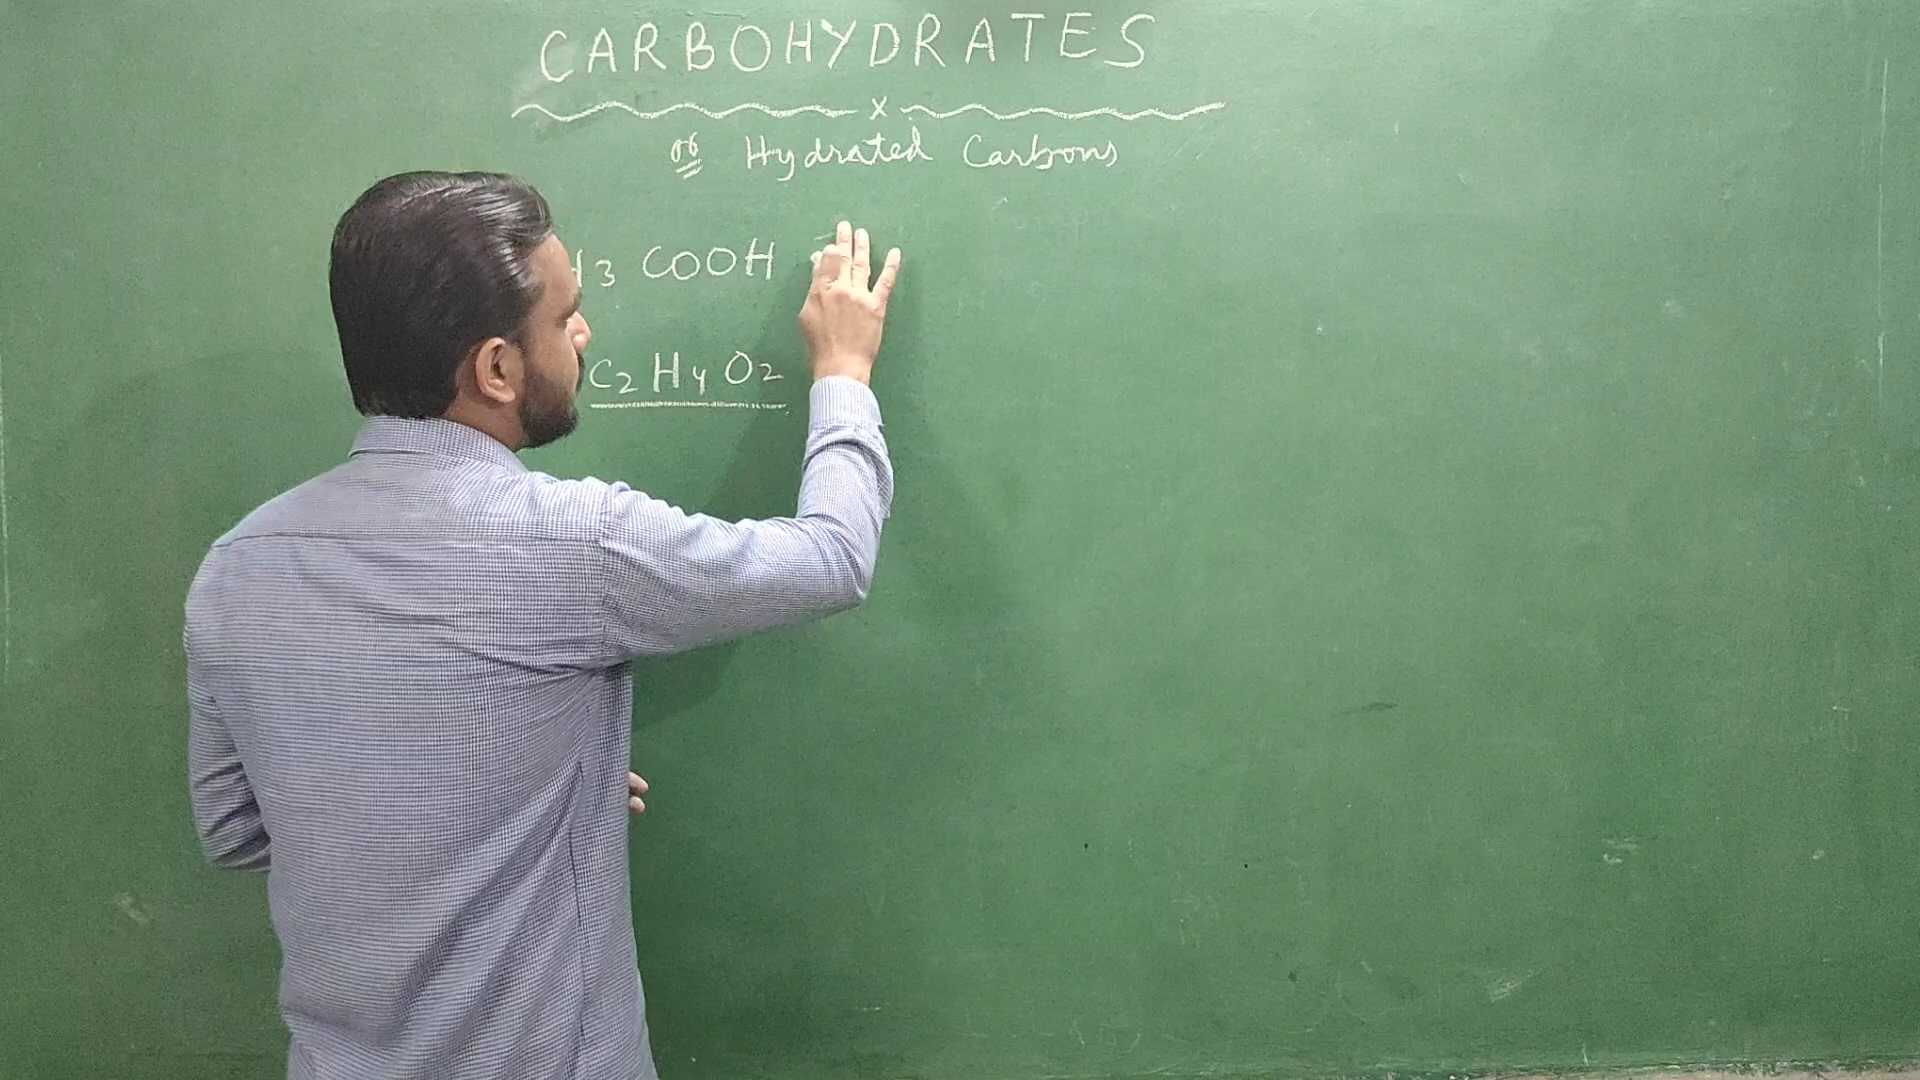 CARBOHYDRATES
x
or Hydrated Carbons
H3 COOH
C2 H4 O2